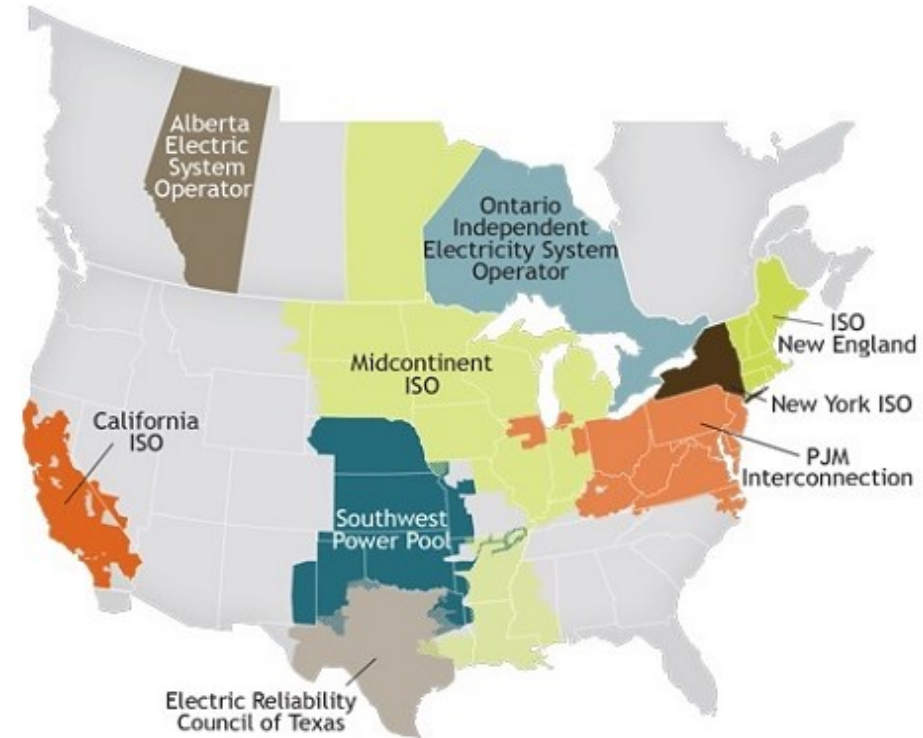 Alberta
Electric
System
Operator
Ontario
Independent
Electricity System
Operator
ISO
New England
Midcontinent
ISO
New York ISO
California
ISO
PJM
Interconnection
Southwest
Power Pool
Electric Reliability
Council of Texas